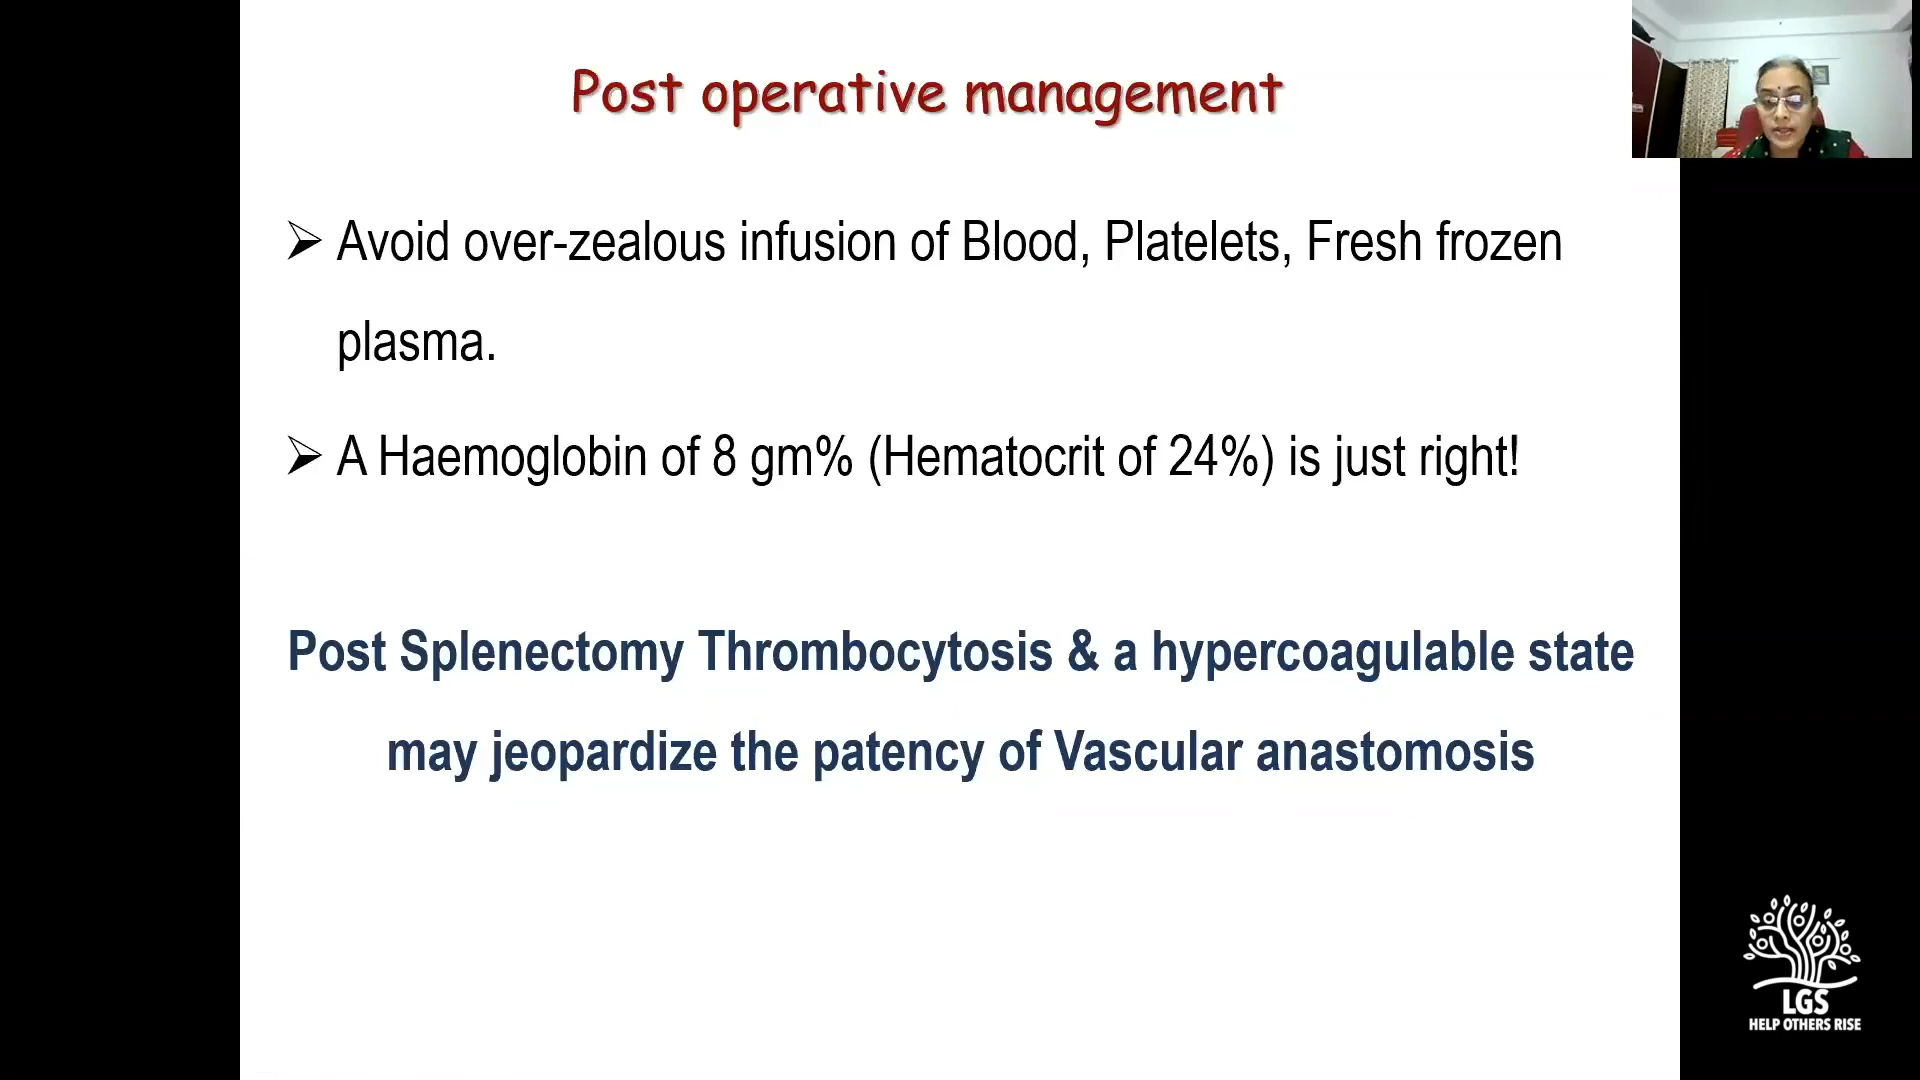 Post operative management
➢ Avoid over-zealous infusion of Blood, Platelets, Fresh frozen
plasma.
➢ A Haemoglobin of 8 gm% (Hematocrit of 24%) is just right!
Post Splenectomy Thrombocytosis & a hypercoagulable state
may jeopardize the patency of Vascular anastomosis
LGS
HELP OTHERS RISE